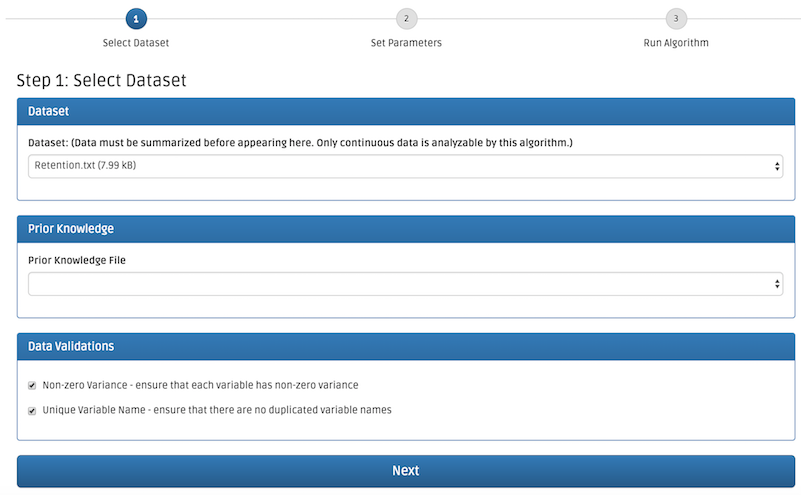 1
2
3
Select Dataset
Set Parameters
Run Algorithm
Step 1: Select Dataset
Dataset
Dataset: (Data must be summarized before appearing here. Only continuous data is analyzable by this algorithm.)
Retention.txt (7.99 kB)
Prior Knowledge
Prior Knowledge File
Data Validations
Non-zero Variance - ensure that each variable has non-zero variance
Unique Variable Name - ensure that there are no duplicated variable names
Next